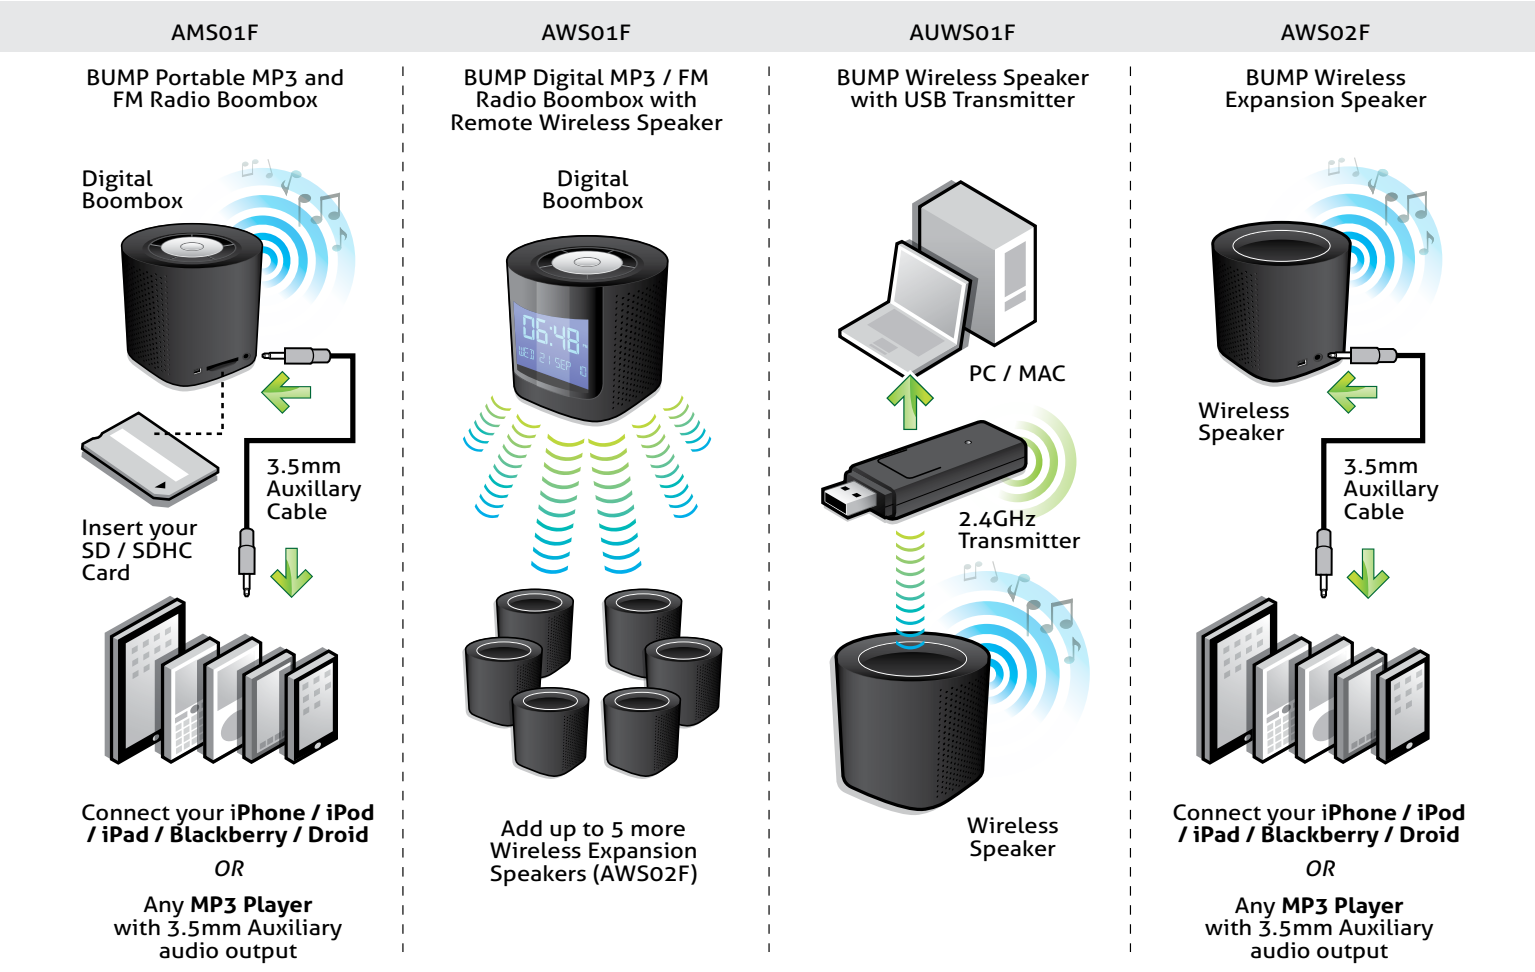 AMS01F
BUMP Portable MP3 and
FM Radio Boombox
Digital
Boombox
3.5mm
Auxillary
Cable
Insert your
SD / SDHC
Card
Connect your iPhone / iPod
/ iPad / Blackberry / Droid
OR
Any MP3 Player
with 3.5mm Auxiliary
audio output
AWS01F
BUMP Digital MP3 / FM
Radio Boombox with
Remote Wireless Speaker
Digital
Boombox
06:48
WED 21 SEP 10
Add up to 5 more
Wireless Expansion
Speakers (AWS02F)
AUWS01F
BUMP Wireless Speaker
with USB Transmitter
PC / MAC
2.4GHz
Transmitter
Wireless
Speaker
AWS02F
BUMP Wireless
Expansion Speaker
Wireless
Speaker
3.5mm
Auxillary
Cable
Connect your iPhone / iPod
/ iPad / Blackberry / Droid
OR
Any MP3 Player
with 3.5mm Auxiliary
audio output